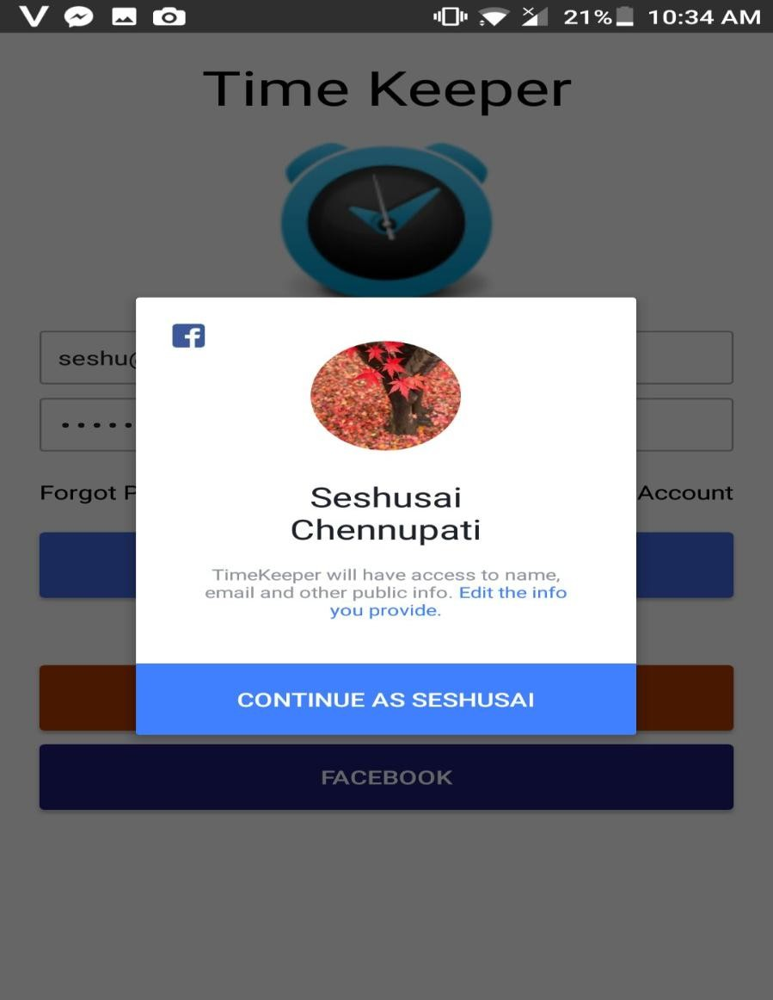 21% 10:34 AM
Time Keeper
seshu@
Seshusai
Chennupati
Forgot
Account
TimeKeeper will have access to name,
email and other public info. Edit the info
you provide.
CONTINUE AS SESHUSAI
FACEBOOK